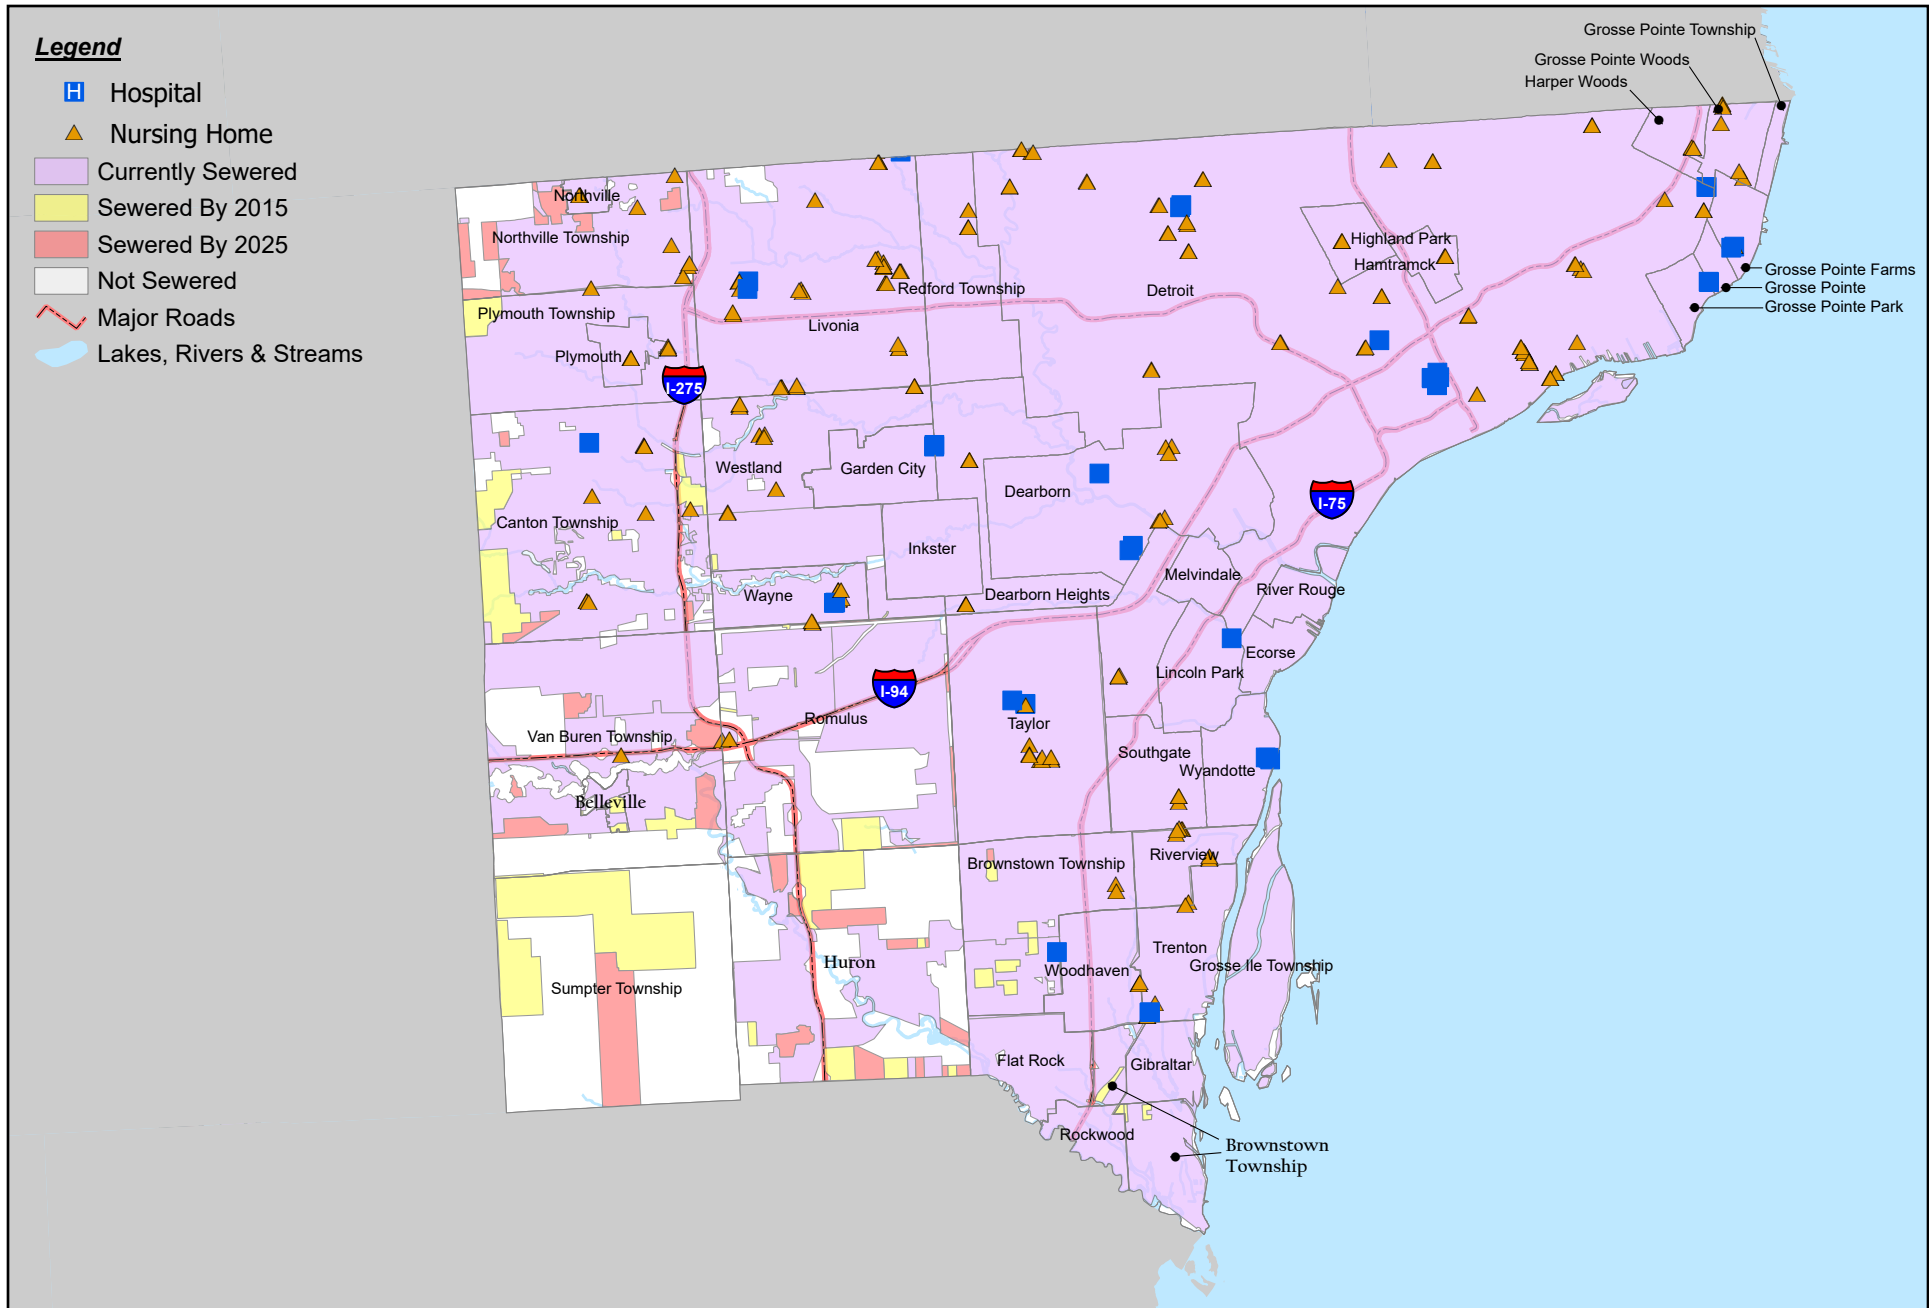 Legend
H Hospital
Nursing Home
Currently Sewered
Sewered By 2015
Sewered By 2025
Not Sewered
Major Roads
Lakes, Rivers & Streams
Grosse Pointe Township
Grosse Pointe Woods
Harper Woods
Northville
Northville Township
Highland Park
Hamtramck
Grosse Pointe Farms
Grosse Pointe
Grosse Pointe Park
Redford Township
Detroit
Plymouth Township
Livonia
Plymouth
I-275
Westland
Garden City
Dearborn
I-75
Canton Township
Inkster
Melvindale
River Rouge
Wayne
Dearborn Heights
Ecorse
Lincoln Park
I-94
Romulus
Taylor
Van Buren Township
Southgate
Wyandotte
Belleville
Riverview
Brownstown Township
Trenton
Huron
Woodhaven
Grosse Ile Township
Sumpter Township
Flat Rock
Gibraltar
Rockwood
Brownstown
Township